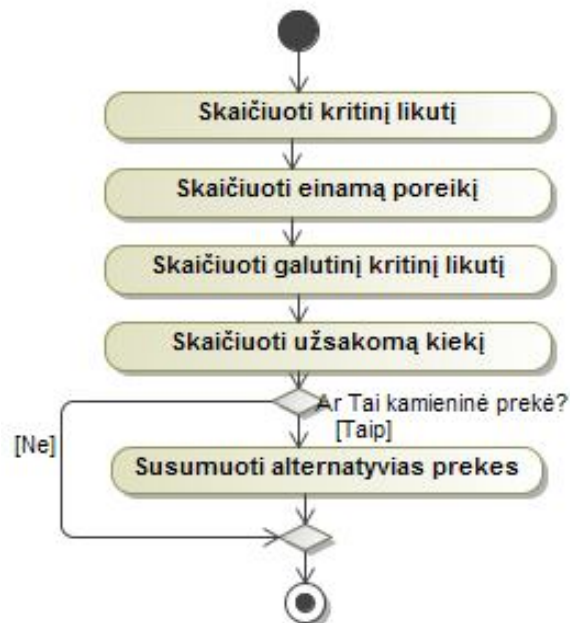 Skaičiuoti kritinį likutį
Skaičiuoti einamą poreikį
Skaičiuoti galutinį kritinį likutį
Skaičiuoti užsakomą kiekį
Ar Tai kamieninė prekė?
[Taip]
[Ne]
Susumuoti alternatyvias prekes